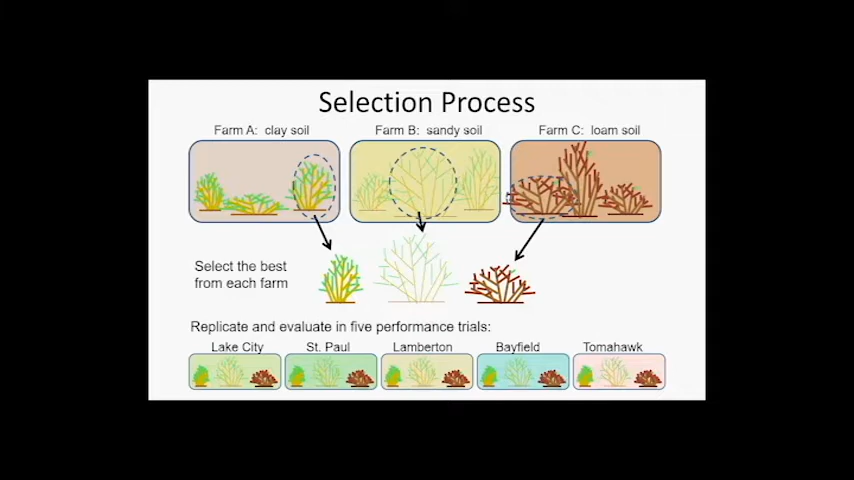 Selection Process
Farm A: clay soil
Farm B: sandy soil
Farm C: loam soil
Select the best
from each farm
Replicate and evaluate in five performance trials:
Lake City
St. Paul
Lamberton
Bayfield
Tomahawk